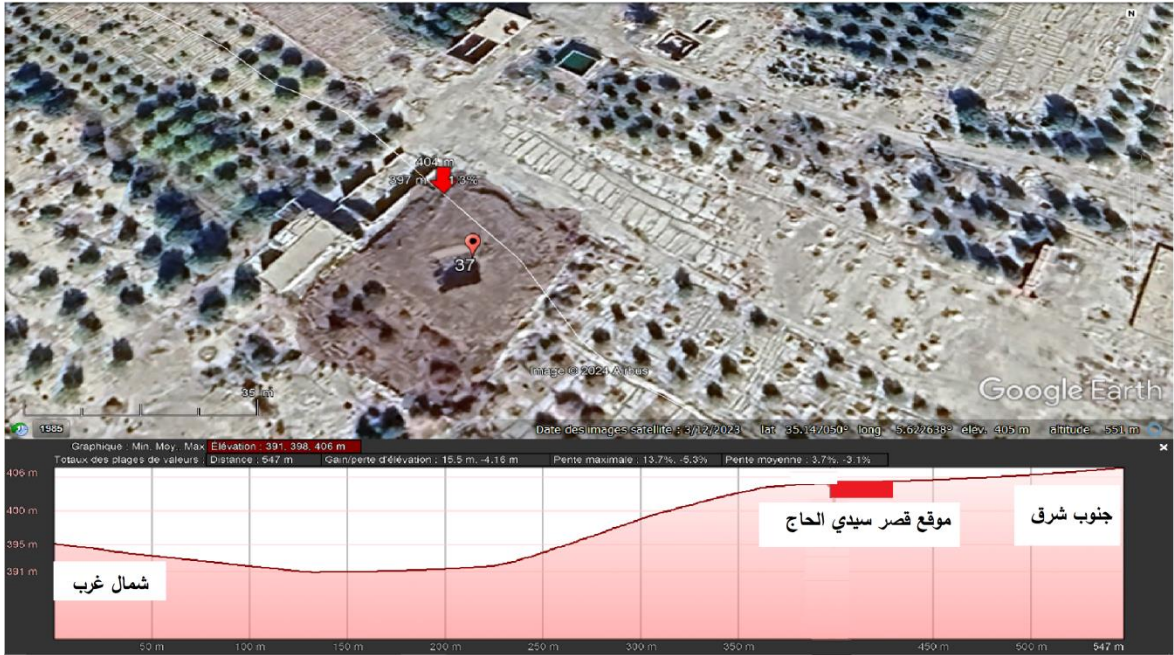 N
404 m
397 m
1.3%
37
Image © 2024 Airbus
Google Earth
35 m
1985
Date des images satellite : 3/12/2023 lat. 35.147050° long. 5.622638° élév. 405 m altitude 551 m
Graphique : Min. Moy. Max Élévation : 391, 398, 406 m
Totaux des plages de valeurs : Distance : 547 m Gain/perte d'élévation : 15.5 m, -4.16 m Pente maximale : 13.7%, -5.3% Pente moyenne : 3.7%, -3.1%
406 m
400 m
395 m
391 m
شمال غرب
موقع قصر سيدي الحاج
جنوب شرق
50 m
100 m
150 m
200 m
250 m
300 m
350 m
450 m
500 m
547 m